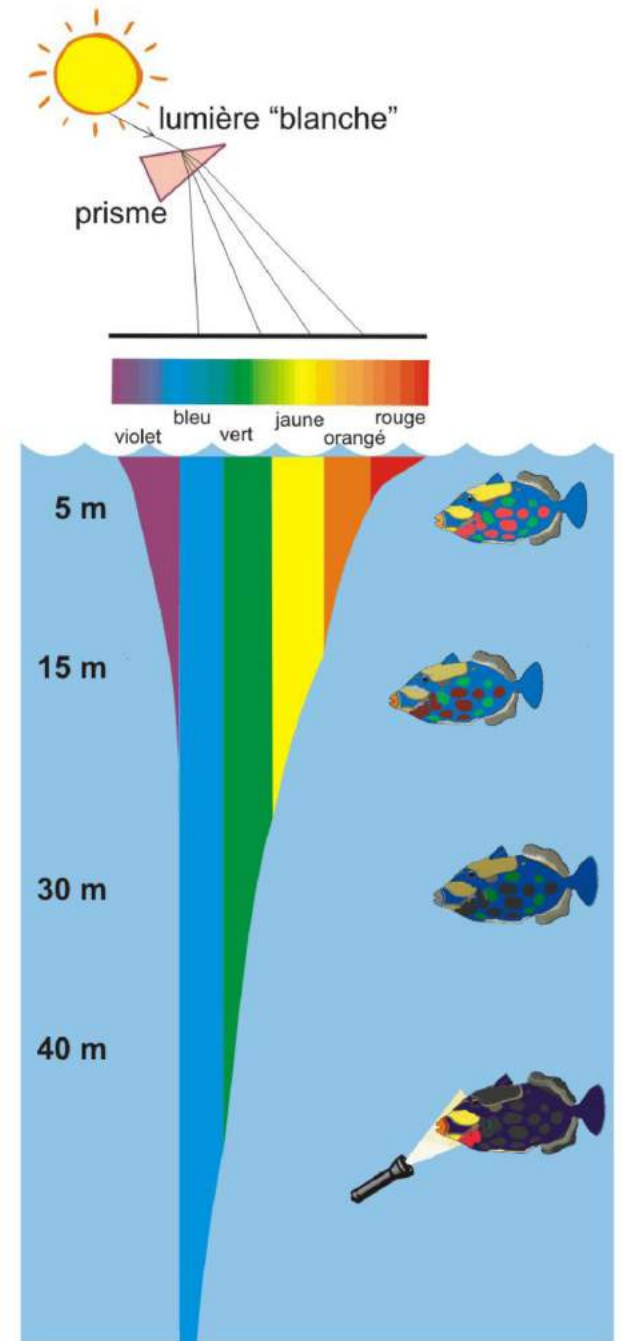 lumière “blanche”
prisme
bleu
jaune
rouge
violet
vert
orangé
5 m
15 m
30 m
40 m